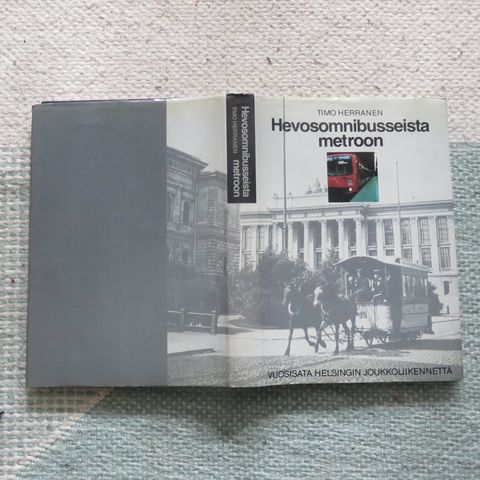 TIMO HERRANEN
Hevosomnibusseista
metroon
VUOSISATA HELSINGIN JOUKKOLIIKENNETTÄ
Hevosomnibusseista
metroon
TIMO HERRANEN